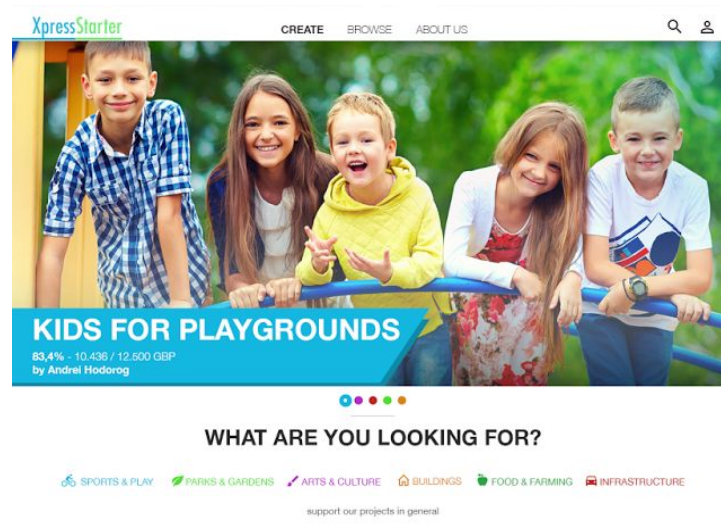 XpressStarter
CREATE BROWSE ABOUT US
KIDS FOR PLAYGROUNDS
83,4% - 10.436 / 12.500 GBP
by Andrei Hodorog
WHAT ARE YOU LOOKING FOR?
SPORTS & PLAY PARKS & GARDENS ARTS & CULTURE BUILDINGS FOOD & FARMING INFRASTRUCTURE
support our projects in general